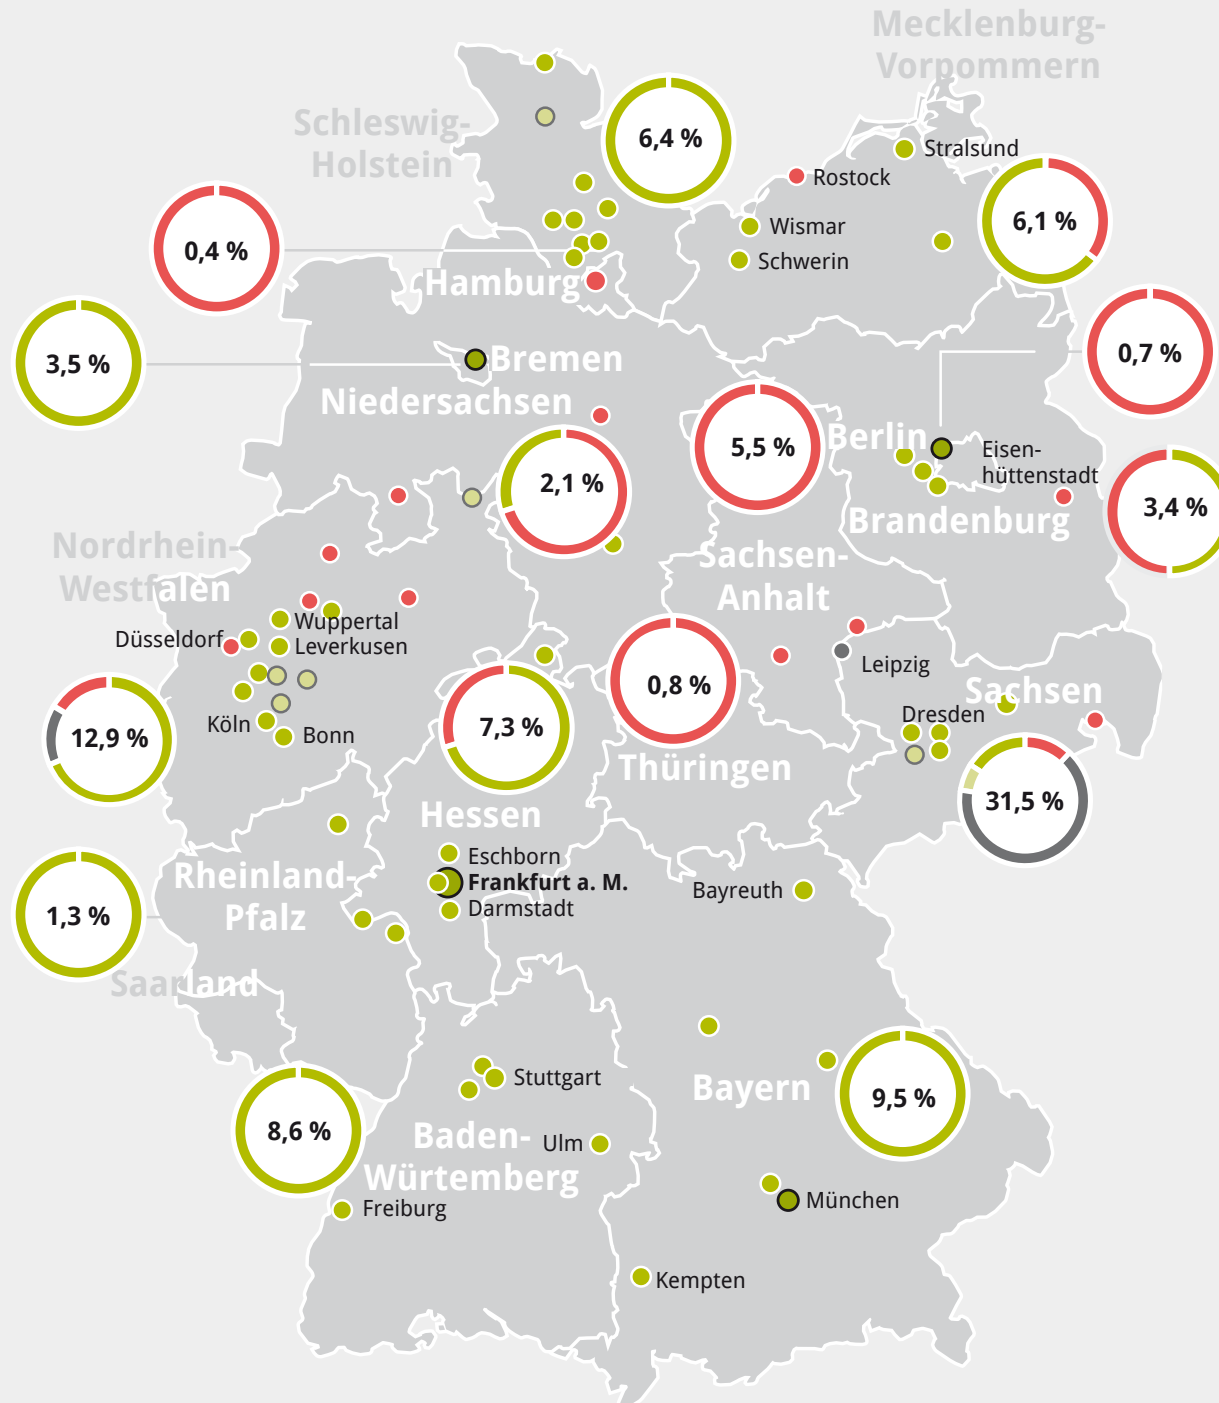 Mecklenburg-
Vorpommern
Schleswig-
Holstein
6,4 %
Stralsund
Rostock
6,1 %
Wismar
Schwerin
0,4 %
Hamburg
3,5 %
Bremen
0,7 %
Niedersachsen
5,5 %
Berlin
Eisen-
hüttenstadt
2,1 %
3,4 %
Brandenburg
Nordrhein-
Westfalen
Sachsen-
Anhalt
Wuppertal
Düsseldorf
Leverkusen
Leipzig
0,8 %
Sachsen
Dresden
Köln
Bonn
12,9 %
7,3 %
Thüringen
31,5 %
Hessen
Eschborn
Frankfurt a. M.
Darmstadt
Rheinland-
Pfalz
Bayreuth
1,3 %
Saarland
Stuttgart
Bayern
9,5 %
8,6 %
Baden-
Würtemberg
Ulm
Freiburg
München
Kempten